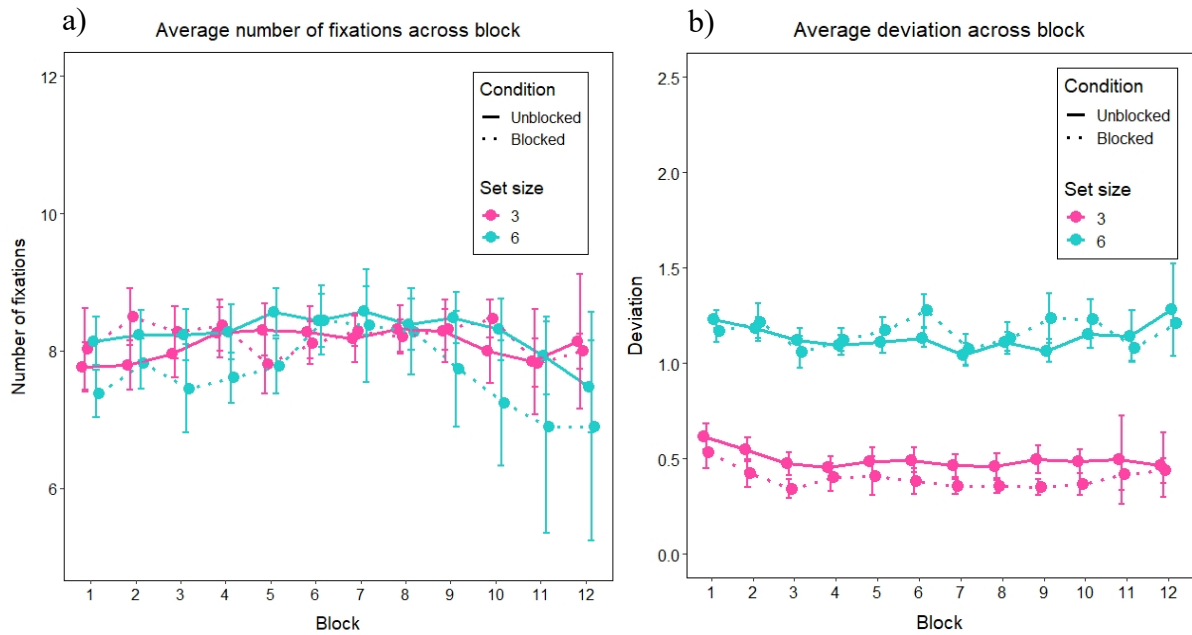 a)
Average number of fixations across block
12
10
8
6
Number of fixations
Condition
Unblocked
Blocked
Set size
3
6
1 2 3 4 5 6 7 8 9 10 11 12
Block
b)
Average deviation across block
2.5
2.0
1.5
1.0
0.5
0.0
Deviation
Condition
Unblocked
Blocked
Set size
3
6
1 2 3 4 5 6 7 8 9 10 11 12
Block